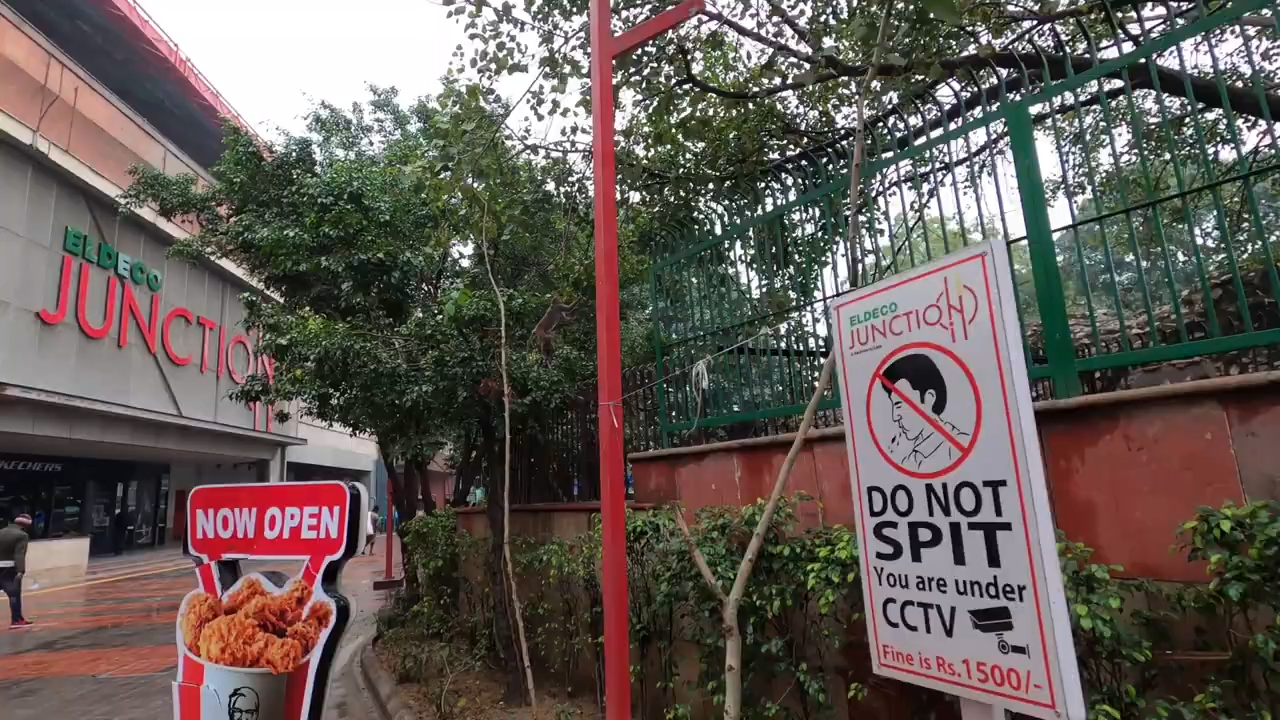 ELDECO
JUNCTION
SKECHERS
NOW OPEN
ELDECO
JUNCTION
DO NOT
SPIT
You are under
CCTV
Fine is Rs.1500/-